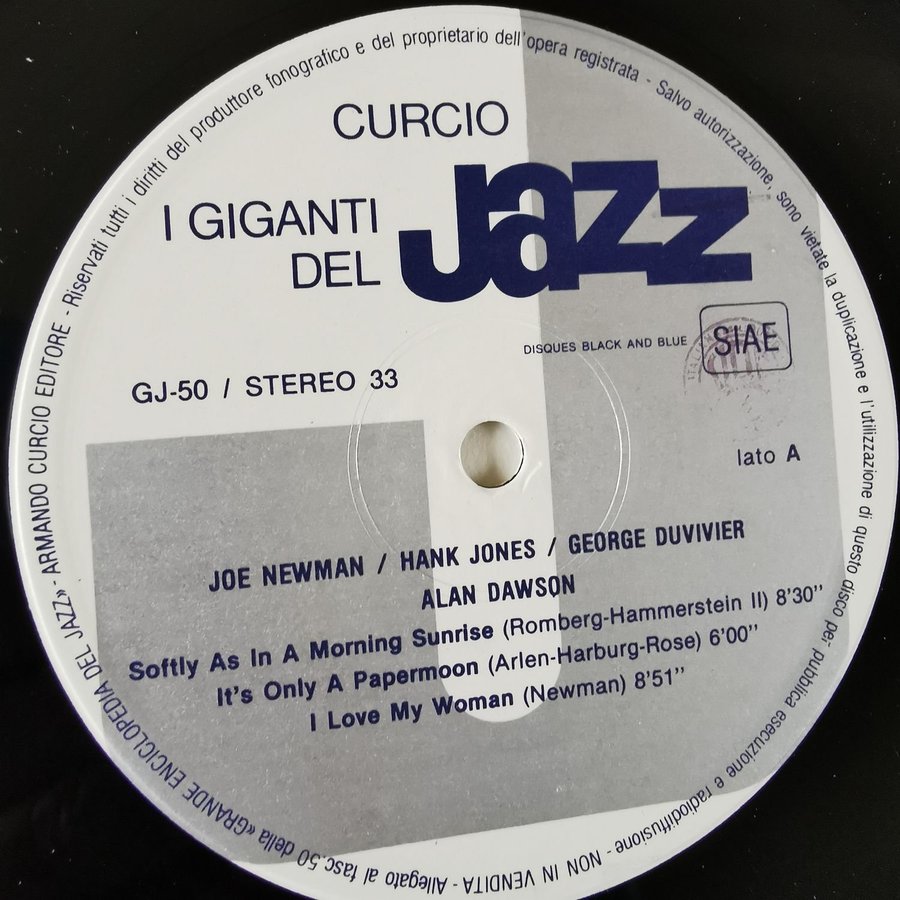 CURCIO
I GIGANTI
DEL
Jazz
DISQUES BLACK AND BLUE
SIAE
GJ-50 / STEREO 33
lato A
JOE NEWMAN / HANK JONES / GEORGE DUVIVIER
ALAN DAWSON
Softly As In A Morning Sunrise (Romberg-Hammerstein II) 8'30''
It's Only A Papermoon (Arlen-Harburg-Rose) 6'00''
I Love My Woman (Newman) 8'51''
ARMANDO CURCIO EDITORE - Riservati tutti i diritti del produttore fonografico e del proprietario dell'opera registrata - Salvo autorizzazione, sono vietate la duplicazione e l'utilizzazione di questo disco per pubblica esecuzione e radiodiffusione - NON IN VENDITA - Allegato al fasc. 50 della «GRANDE ENCICLOPEDIA DEL JAZZ» -